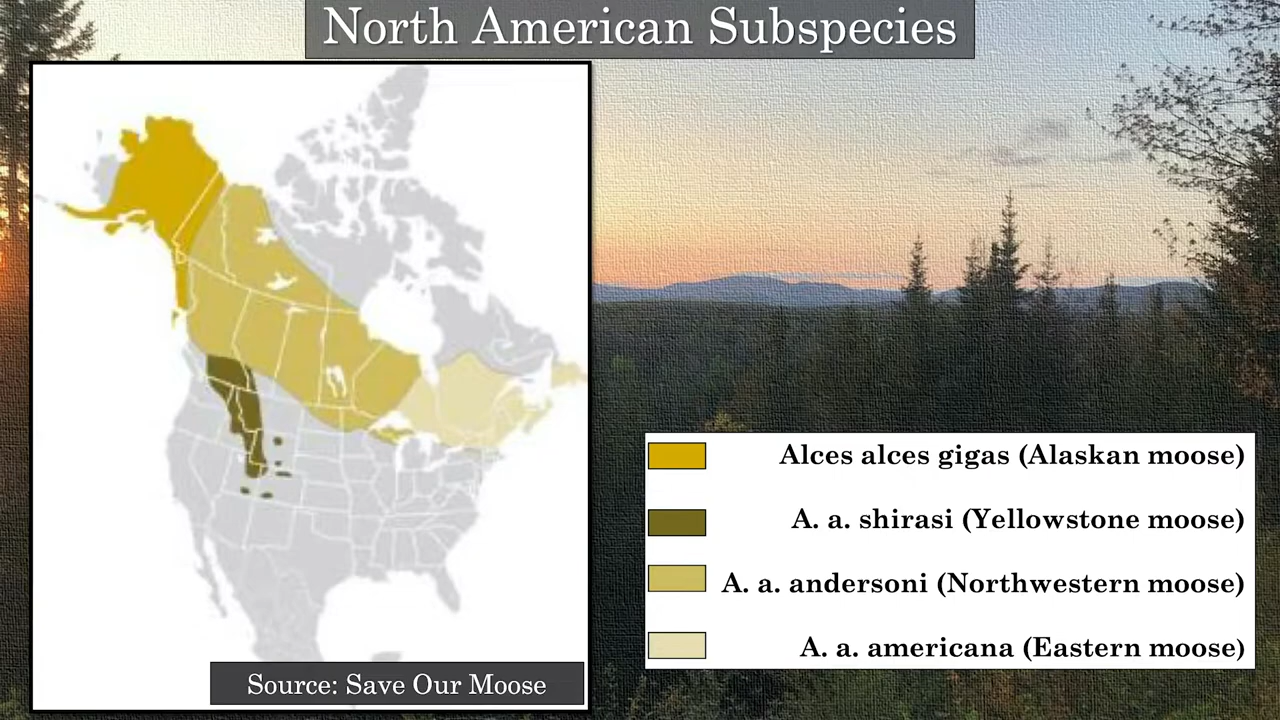 North American Subspecies
Alces alces gigas (Alaskan moose)
A. a. shirasi (Yellowstone moose)
A. a. andersoni (Northwestern moose)
A. a. americana (Eastern moose)
Source: Save Our Moose